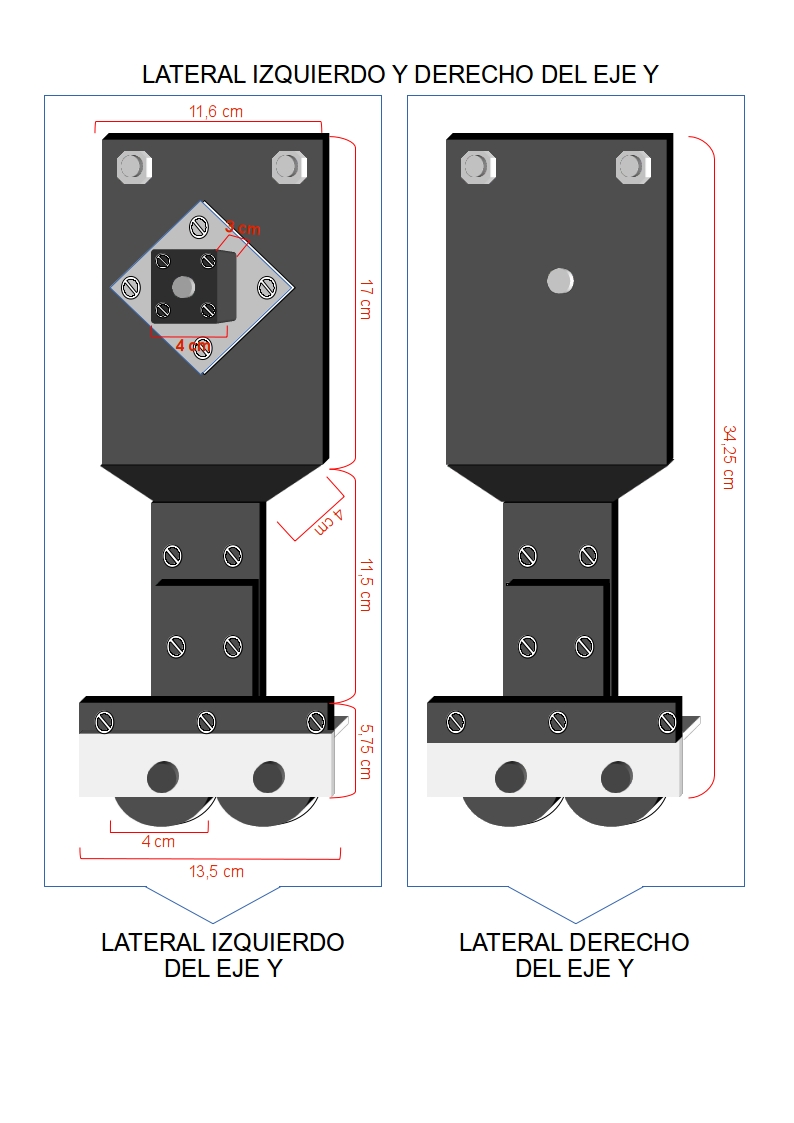 LATERAL IZQUIERDO Y DERECHO DEL EJE Y
11,6 cm
3 cm
17 cm
4 cm
4 cm
11,5 cm
5,75 cm
4 cm
13,5 cm
34,25 cm
LATERAL IZQUIERDO
DEL EJE Y
LATERAL DERECHO
DEL EJE Y